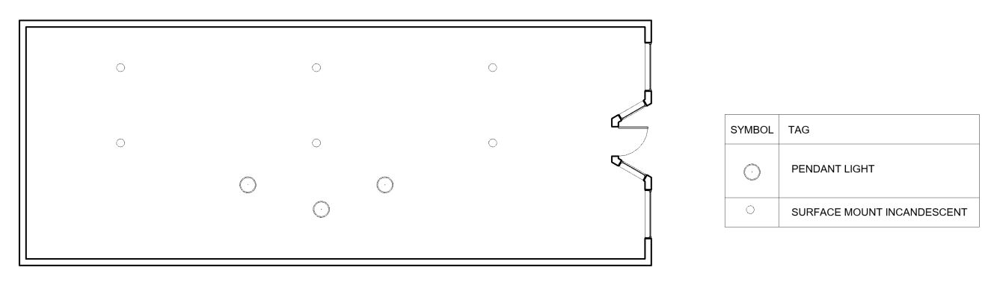 SYMBOL TAG
PENDANT LIGHT
SURFACE MOUNT INCANDESCENT